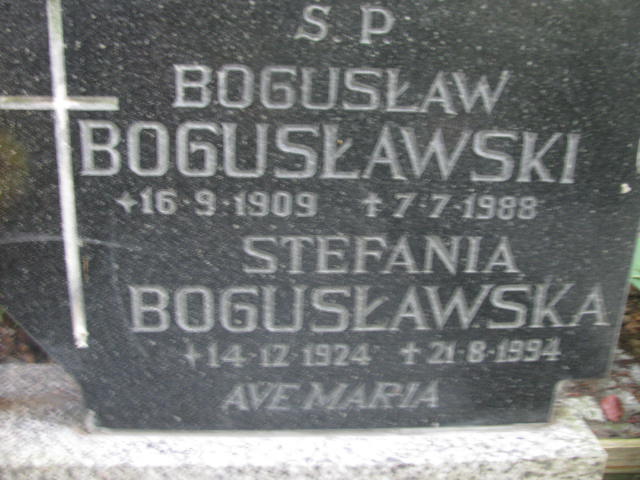 S. P.
BOGUSŁAW
BOGUSŁAWSKI
+16·9·1909 ✝7·7·1988
STEFANIA
BOGUSŁAWSKA
+14·12·1924 ✝21·8·1994
AVE MARIA